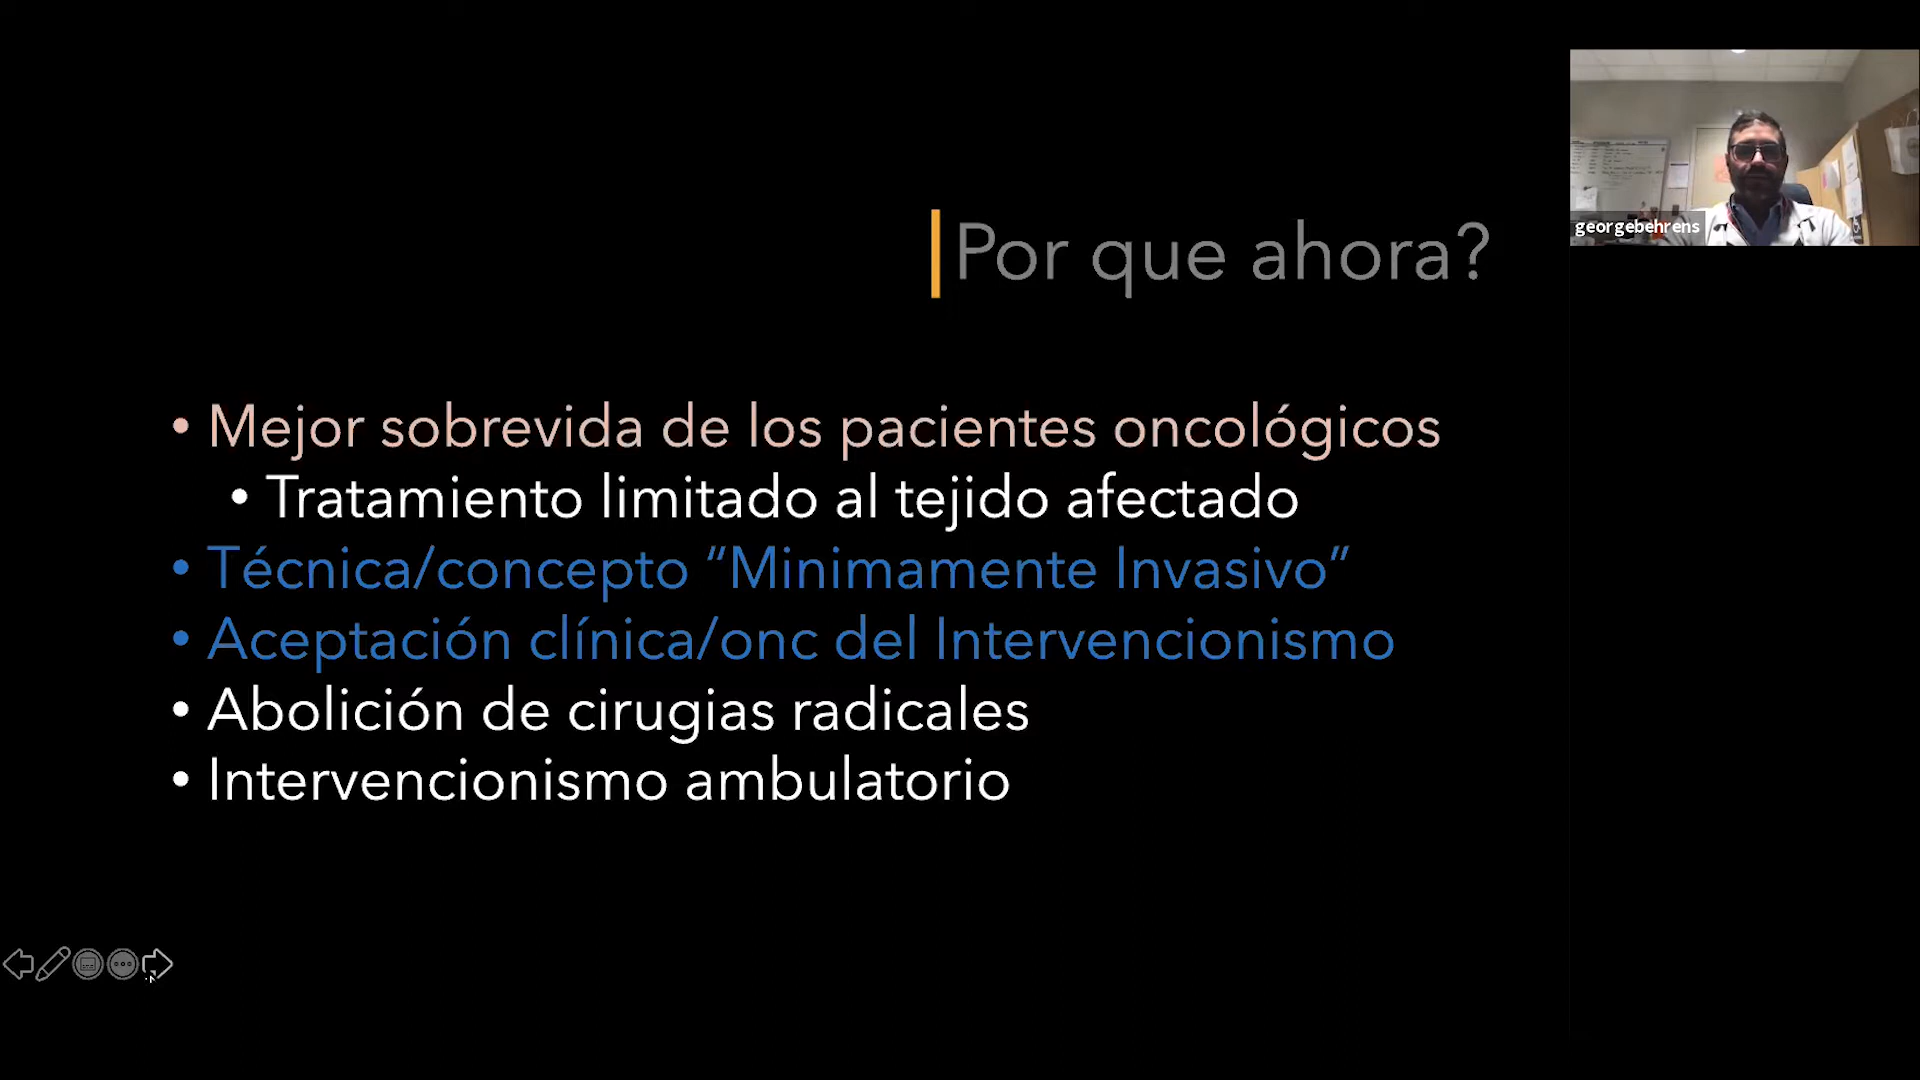 Por que ahora?
georgebehrens
• Mejor sobrevida de los pacientes oncológicos
• Tratamiento limitado al tejido afectado
• Técnica/concepto “Minimamente Invasivo”
• Aceptación clínica/onc del Intervencionismo
• Abolición de cirugias radicales
• Intervencionismo ambulatorio